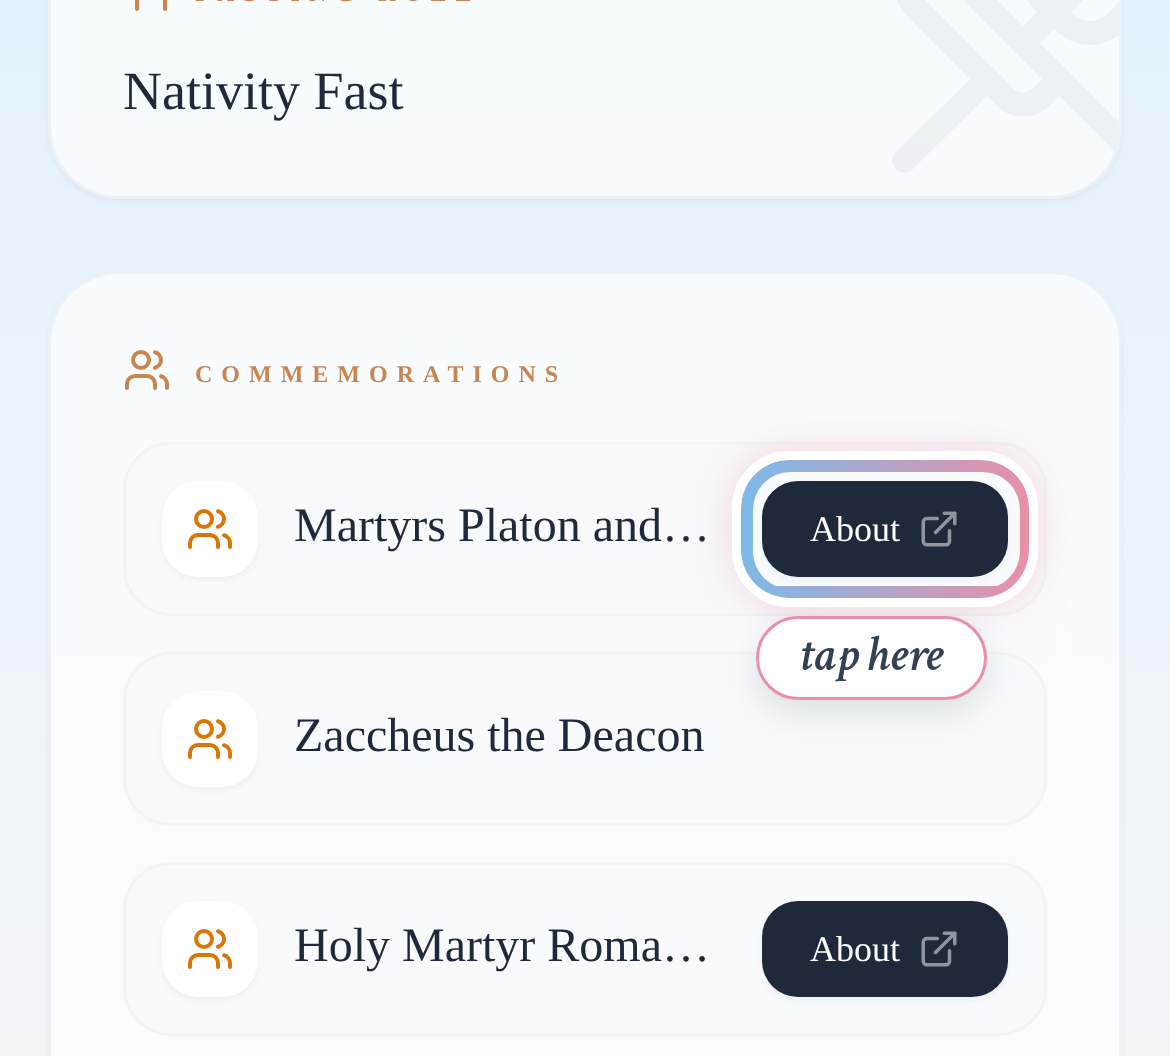 Nativity Fast
COMMEMORATIONS
Martyrs Platon and…
About
tap here
Zaccheus the Deacon
Holy Martyr Roma…
About